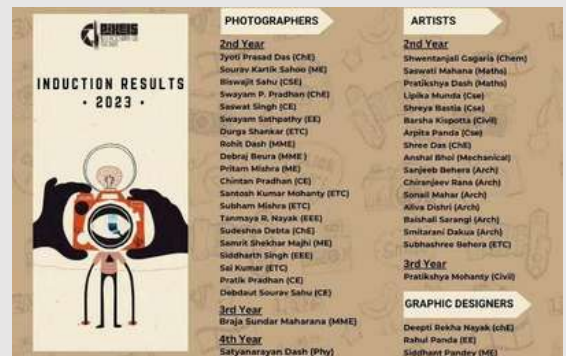 PIXELS
INDUCTION RESULTS
• 2023 •
PHOTOGRAPHERS
2nd Year
Jyoti Prasad Das (ChE)
Sourav Kartik Sahoo (ME)
Biswajit Sahu (CSE)
Swayam P. Pradhan (ChE)
Saswat Singh (CE)
Swayam Sathpathy (EE)
Durga Shankar (ETC)
Rohit Dash (MME)
Debraj Beura (MME )
Pritam Mishra (ME)
Chintan Pradhan (CE)
Santosh Kumar Mohanty (ETC)
Subham Mishra (ETC)
Tanmaya R. Nayak (EEE)
Sudeshna Debta (ChE)
Samrit Shekhar Majhi (ME)
Siddharth Singh (EEE)
Sai Kumar (ETC)
Pratik Pradhan (CE)
Debdaut Sourav Sahu (CE)
3rd Year
Braja Sundar Maharana (MME)
4th Year
Satyanarayan Dash (Phy)
ARTISTS
2nd Year
Shwentanjali Gagaria (Chem)
Saswati Mahana (Maths)
Pratikshya Dash (Maths)
Lipika Munda (Cse)
Shreya Bastia (Cse)
Barsha Kispotta (Civil)
Arpita Panda (Cse)
Shree Das (ChE)
Anshal Bhoi (Mechanical)
Sanjeeb Behera (Arch)
Chiranjeev Rana (Arch)
Sonail Mahar (Arch)
Aliva Dishri (Arch)
Baishali Sarangi (Arch)
Smitarani Dakua (Arch)
Subhashree Behera (ETC)
3rd Year
Pratikshya Mohanty (Civil)
GRAPHIC DESIGNERS
Deepti Rekha Nayak (chE)
Rahul Panda (EE)
Siddhant Pandey (ME)